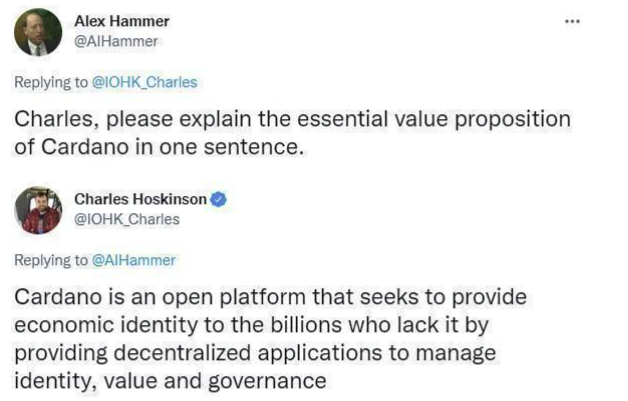 Alex Hammer
@AlHammer
Replying to @IOHK_Charles
Charles, please explain the essential value proposition
of Cardano in one sentence.
Charles Hoskinson
@IOHK_Charles
Replying to @AlHammer
Cardano is an open platform that seeks to provide
economic identity to the billions who lack it by
providing decentralized applications to manage
identity, value and governance